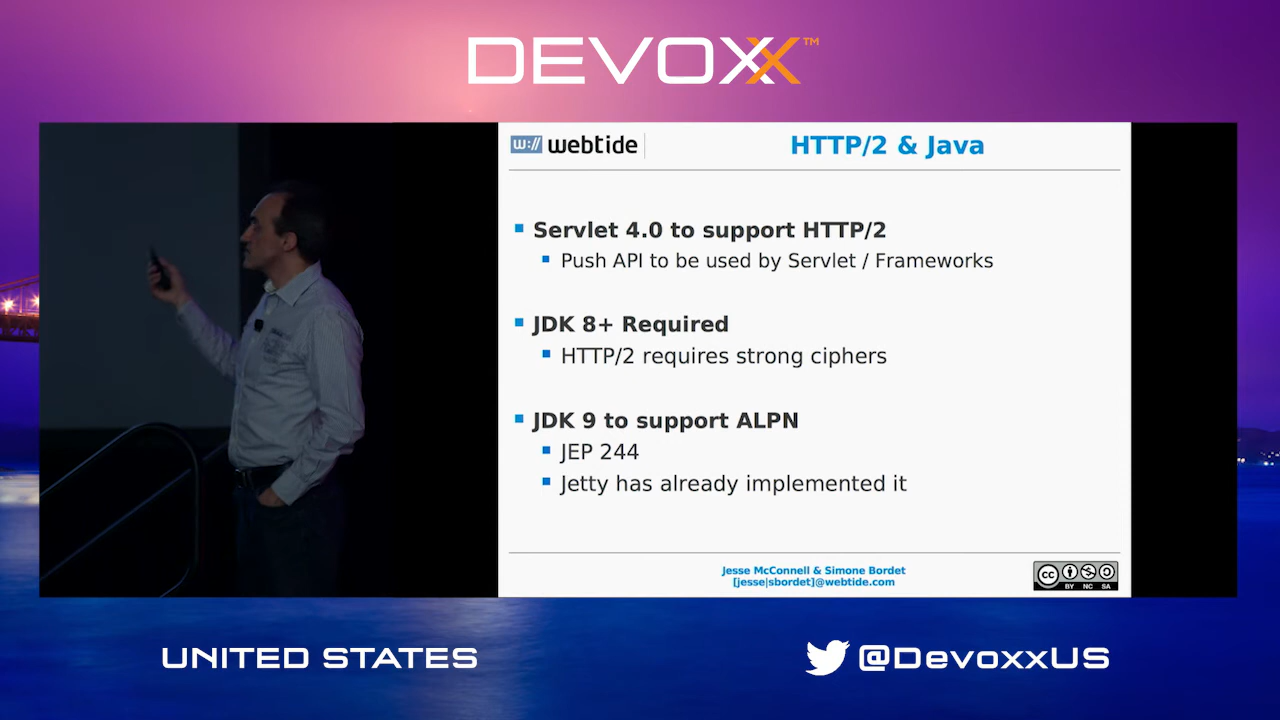 DEVOXX™
w:// webtide
HTTP/2 & Java
Servlet 4.0 to support HTTP/2
Push API to be used by Servlet / Frameworks
JDK 8+ Required
HTTP/2 requires strong ciphers
JDK 9 to support ALPN
JEP 244
Jetty has already implemented it
Jesse McConnell & Simone Bordet
[jesse|sbordet]@webtide.com
cc
BY NC SA
UNITED STATES
@DevoxxUS